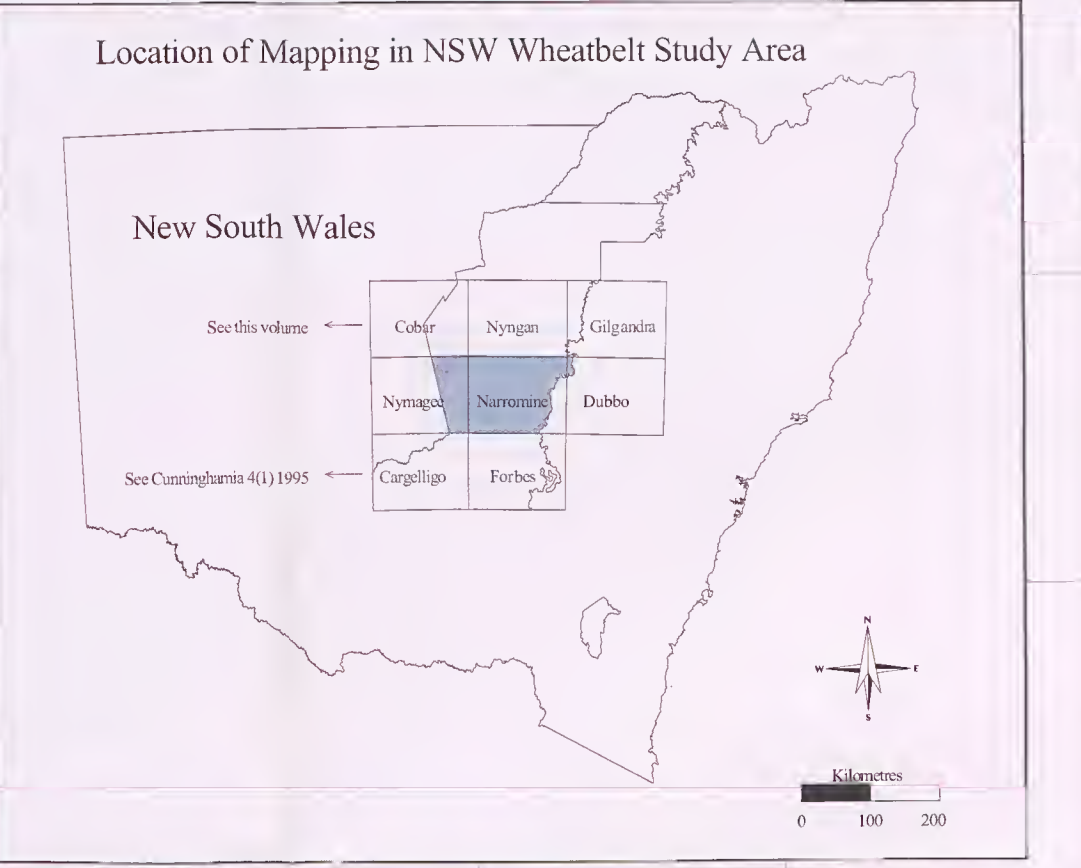 Location of Mapping in NSW Wheatbelt Study Area
New South Wales
See this volume
Cobar
Nyngan
Gilgandra
Nymagee
Narromine
Dubbo
See Cunninghamia 4(1) 1995
Cargelligo
Forbes
N
W
E
S
Kilometres
0 100 200